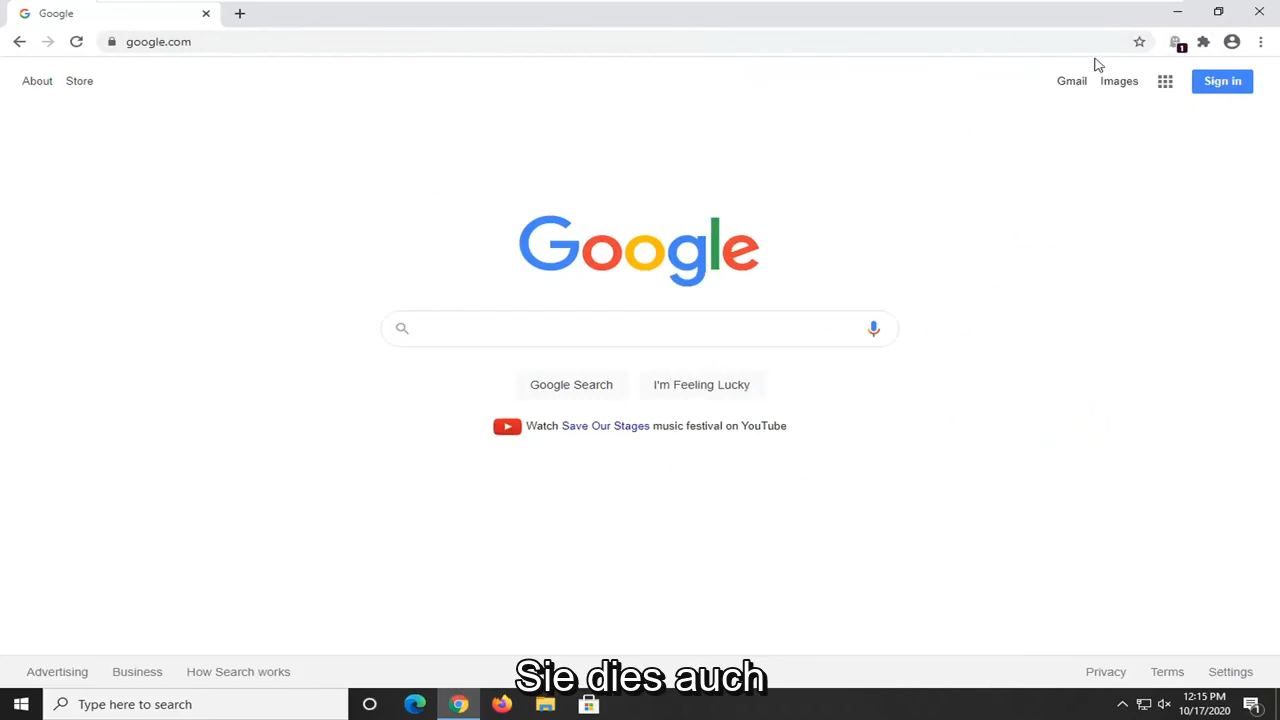 Google
google.com
1
About Store
Gmail Images Sign in
Google
Google Search I'm Feeling Lucky
Watch Save Our Stages music festival on YouTube
Advertising Business How Search works
Privacy Terms Settings
Sie dies auch
Type here to search
12:15 PM
10/17/2020
1